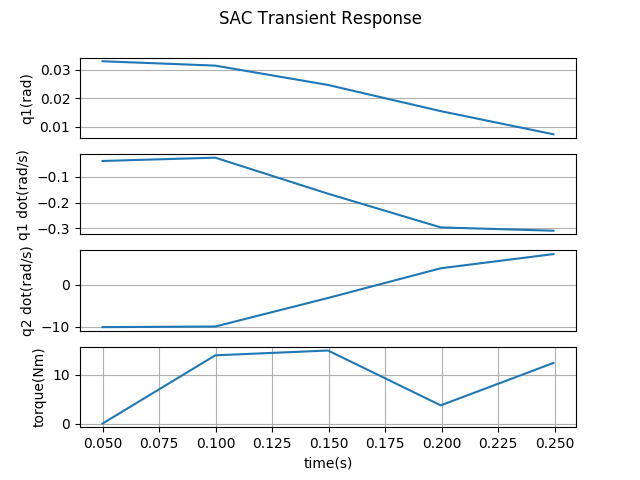 SAC Transient Response
q1(rad)
0.03
0.02
0.01
q1 dot(rad/s)
−0.1
−0.2
−0.3
q2 dot(rad/s)
0
−10
torque(Nm)
10
0
0.050 0.075 0.100 0.125 0.150 0.175 0.200 0.225 0.250
time(s)